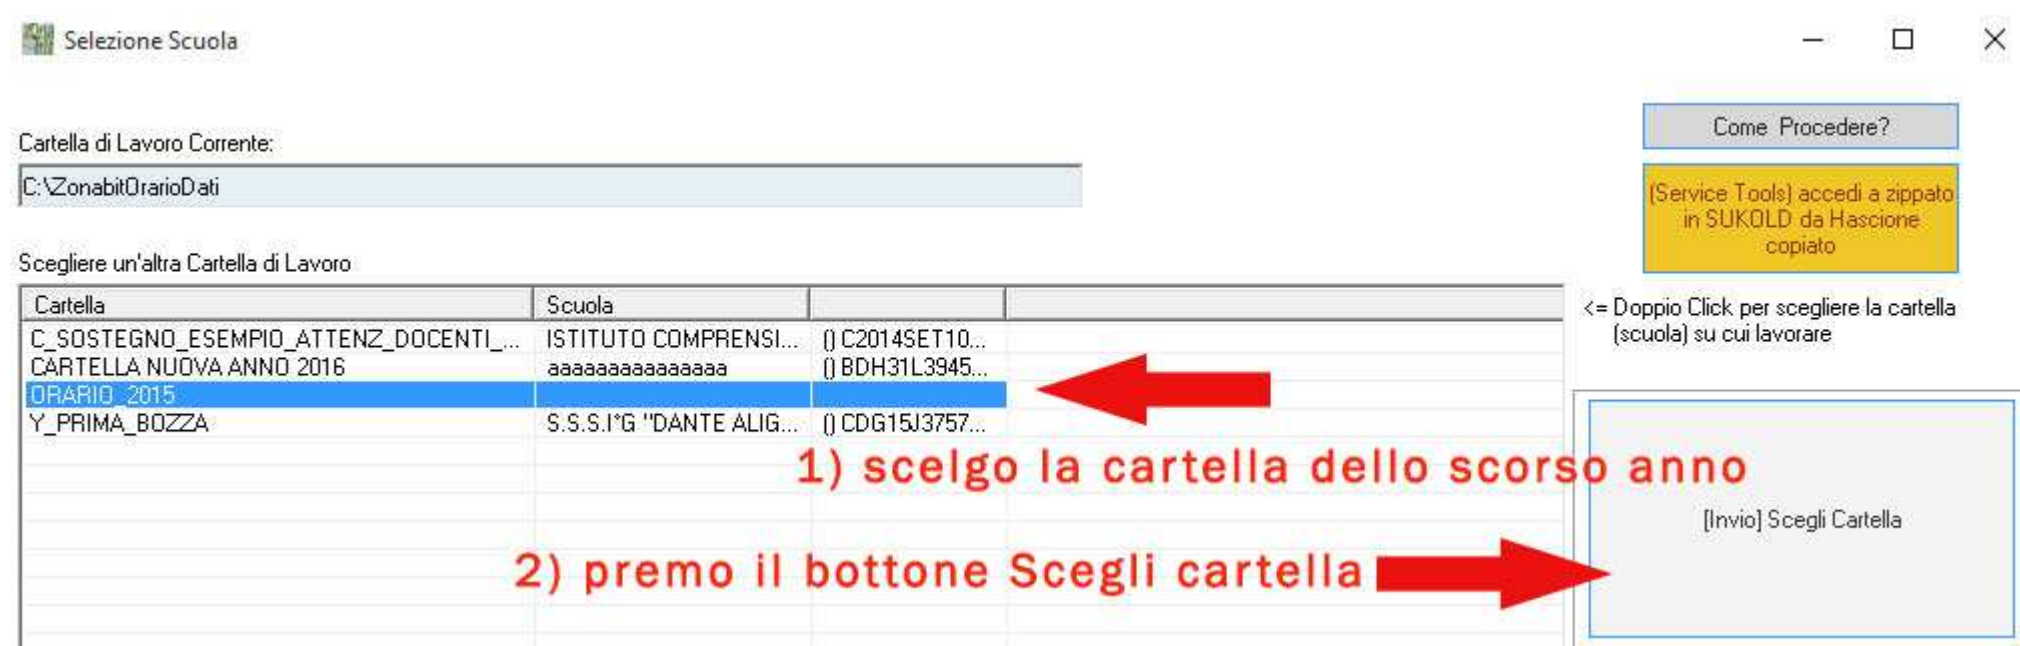 Selezione Scuola
Come Procedere?
Cartella di Lavoro Corrente:
C:\ZonabitOrarioDati
(Service Tools) accedi a zippato
in SUKOLD da Hascione
copiato
Scegliere un'altra Cartella di Lavoro
Cartella Scuola
<= Doppio Click per scegliere la cartella
(scuola) su cui lavorare
C_SOSTEGNO_ESEMPIO_ATTENZ_DOCENTI_... ISTITUTO COMPRENSI... () C2014SET10...
CARTELLA NUOVA ANNO 2016 aaaaaaaaaaaaaaa () BDH31L3945...
ORARIO_2015
Y_PRIMA_BOZZA S.S.S.I°G "DANTE ALIG... () CDG15J3757...
1) scelgo la cartella dello scorso anno
[Invio] Scegli Cartella
2) premo il bottone Scegli cartella